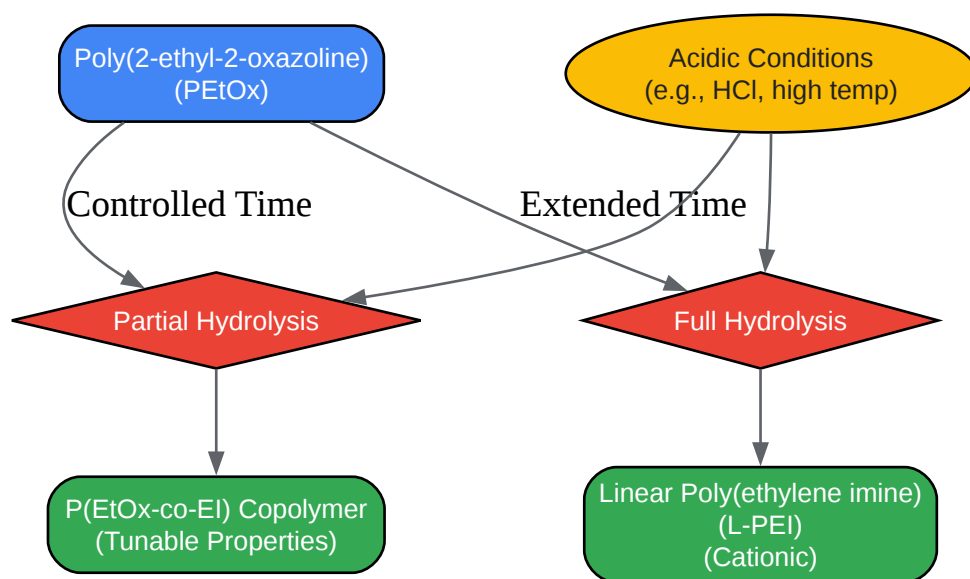 Poly(2-ethyl-2-oxazoline)
(PEtOx)
Acidic Conditions
(e.g., HCl, high temp)
Controlled Time
Extended Time
Partial Hydrolysis
Full Hydrolysis
P(EtOx-co-EI) Copolymer
(Tunable Properties)
Linear Poly(ethylene imine)
(L-PEI)
(Cationic)